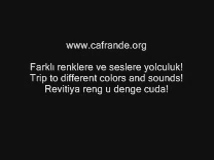 www.cafrande.org
Farklı renklere ve seslere yolculuk!
Trip to different colors and sounds!
Revitiya reng u denge cuda!